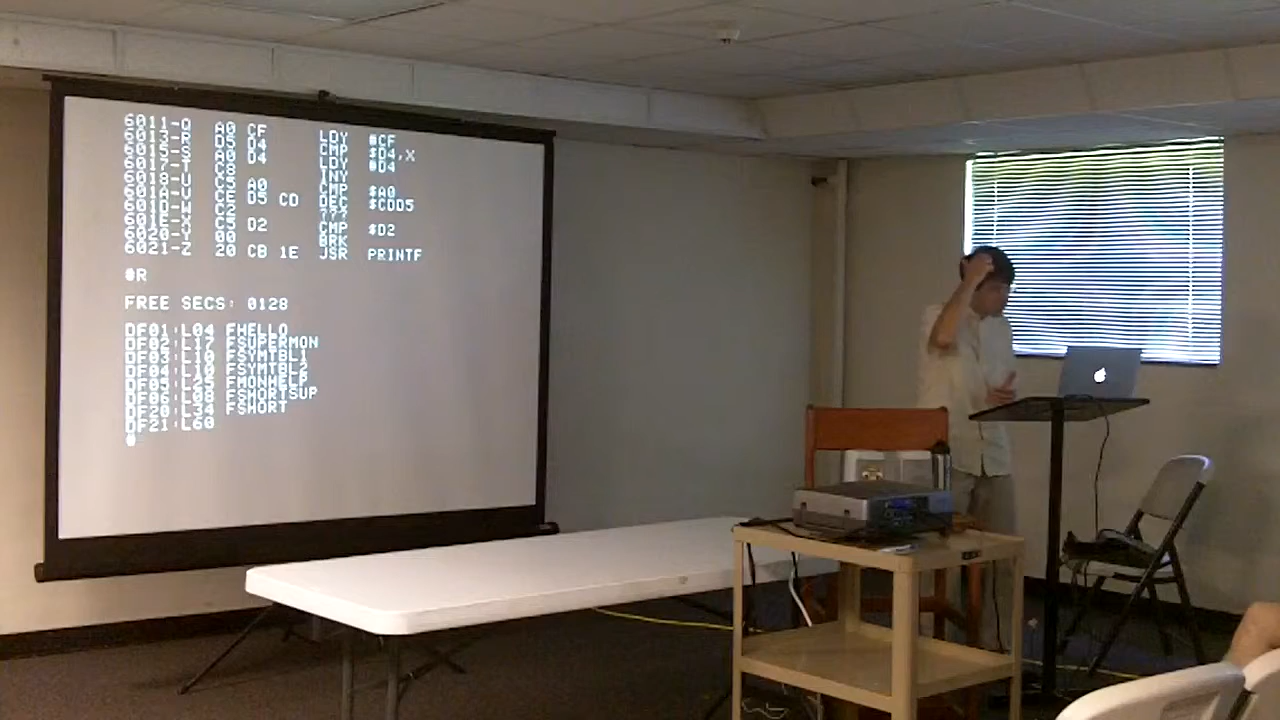 6011-Q A0 CF LDY #CF
6013-R D5 D4 CMP $D4,X
6015-S A0 D4 LDY #D4
6017-T C8 INY
6018-U C5 A0 CMP $A0
601A-V CE D5 CD DEC $CDD5
601D-W C2 ???
601E-X C5 D2 CMP $D2
6020-Y 00 BRK
6021-Z 20 CB 1E JSR PRINTF
@R
FREE SECS: 0128
DF01:L04 FHELLO
DF02:L17 FSUPERMON
DF03:L10 FSYMTBL1
DF04:L10 FSYMTBL2
DF05:L25 FMONHELP
DF06:L08 FSHORTSUP
DF20:L34 FSHORT
DF21:L60
@